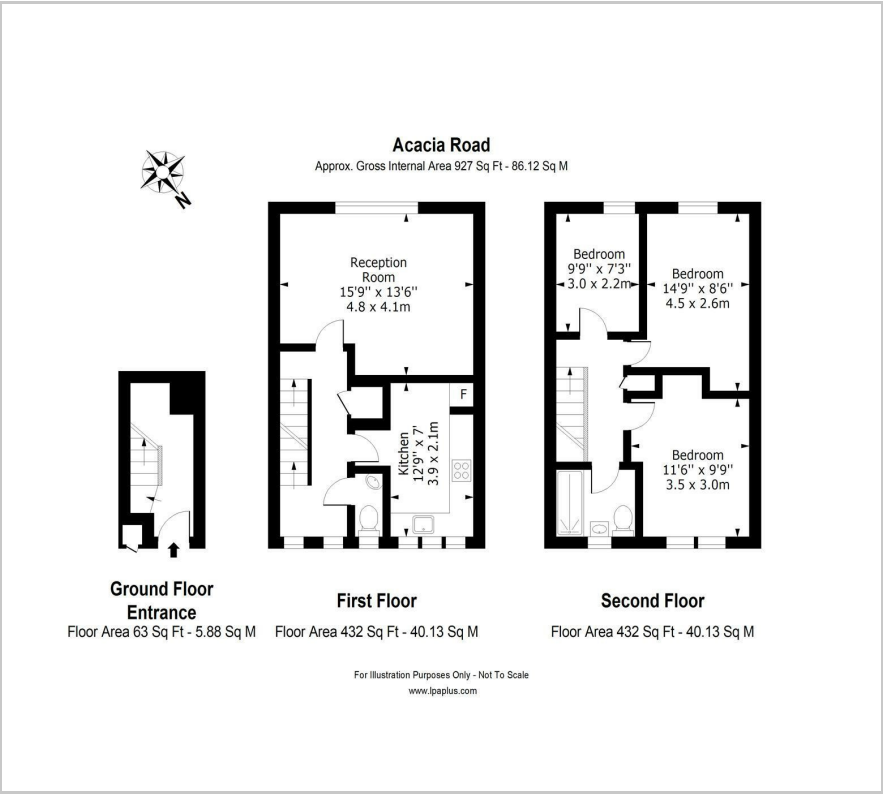 Acacia Road
Approx. Gross Internal Area 927 Sq Ft - 86.12 Sq M
N
Reception
Room
15'9'' x 13'6''
4.8 x 4.1m
F
Kitchen
12'9'' x 7'
3.9 x 2.1m
Bedroom
9'9'' x 7'3''
3.0 x 2.2m
Bedroom
14'9'' x 8'6''
4.5 x 2.6m
Bedroom
11'6'' x 9'9''
3.5 x 3.0m
Ground Floor
Entrance
Floor Area 63 Sq Ft - 5.88 Sq M
First Floor
Floor Area 432 Sq Ft - 40.13 Sq M
Second Floor
Floor Area 432 Sq Ft - 40.13 Sq M
For Illustration Purposes Only - Not To Scale
www.lpaplus.com